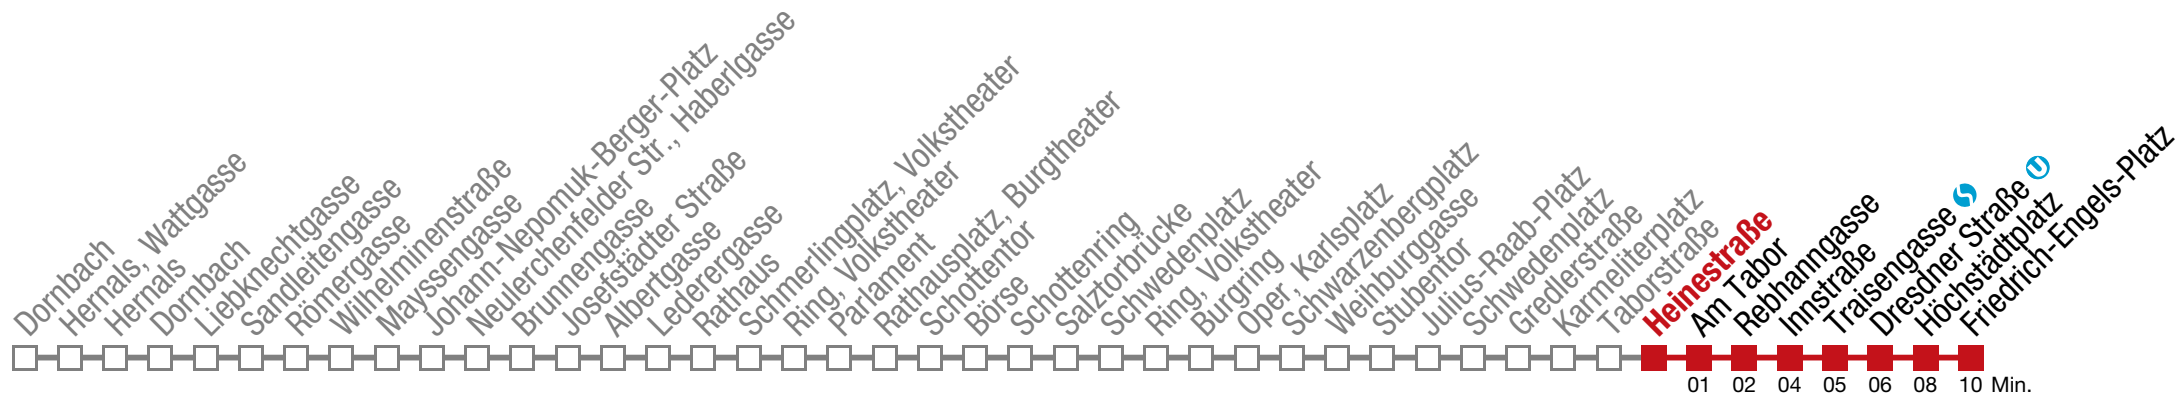 Dornbach
Hernals, Wattgasse
Hernals
Dornbach
Liebknechtgasse
Sandleitengasse
Römergasse
Wilhelminenstraße
Mayssengasse
Johann-Nepomuk-Berger-Platz
Neulerchenfelder Str., Haberlgasse
Brunnengasse
Josefstädter Straße
Albertgasse
Lederergasse
Rathaus
Schmerlingplatz, Volkstheater
Ring, Volkstheater
Parlament
Rathausplatz, Burgtheater
Schottentor
Börse
Schottenring
Salztorbrücke
Schwedenplatz
Ring, Volkstheater
Burgring
Oper, Karlsplatz
Schwarzenbergplatz
Weihburggasse
Stubentor
Julius-Raab-Platz
Schwedenplatz
Gredlerstraße
Karmeliterplatz
Taborstraße
Heinestraße
Am Tabor
Rebhanngasse
Innstraße
Traisengasse
Dresdner Straße U
Höchstädtplatz
Friedrich-Engels-Platz
01 02 04 05 06 08 10 Min.